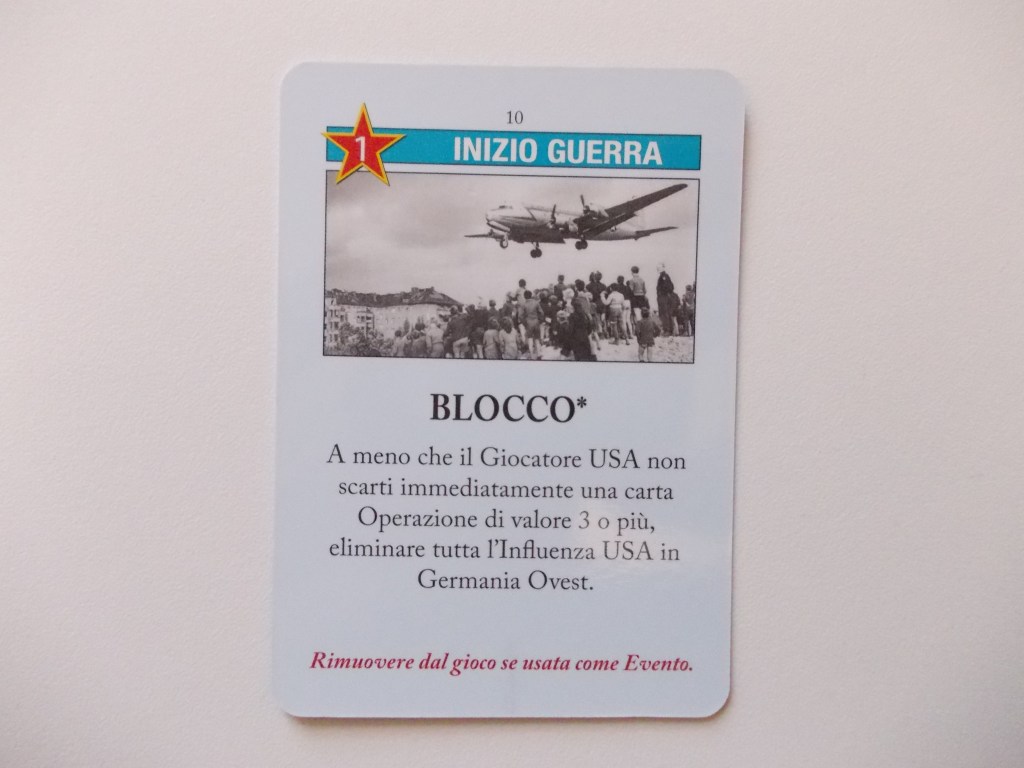 10
1 INIZIO GUERRA
BLOCCO*
A meno che il Giocatore USA non
scarti immediatamente una carta
Operazione di valore 3 o più,
eliminare tutta l'Influenza USA in
Germania Ovest.
Rimuovere dal gioco se usata come Evento.